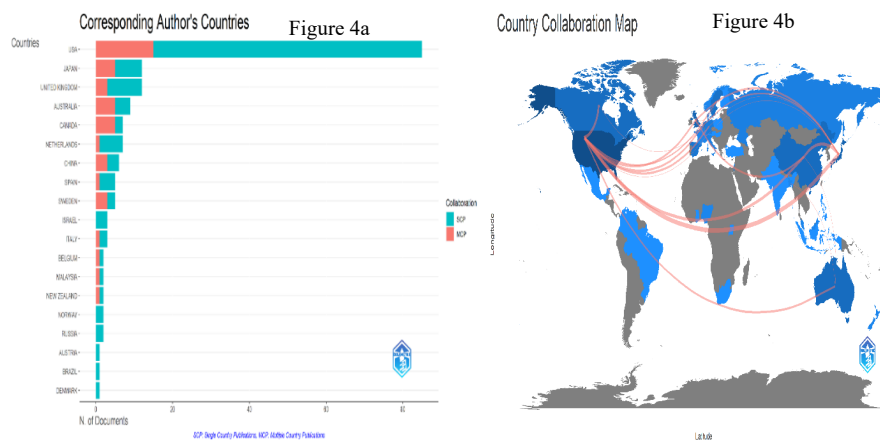 Corresponding Author's Countries
Figure 4a
Countries
USA
JAPAN
UNITED KINGDOM
AUSTRALIA
CANADA
NETHERLANDS
CHINA
SPAIN
SWEDEN
ISRAEL
ITALY
BELGIUM
MALAYSIA
NEW ZEALAND
NORWAY
RUSSIA
AUSTRIA
BRAZIL
DENMARK
Collaboration
SCP
MCP
0
20
80
N. of Documents
SCP: Single Country Publications, MCP: Multiple Country Publications
Country Collaboration Map
Figure 4b
Longitude
Latitude